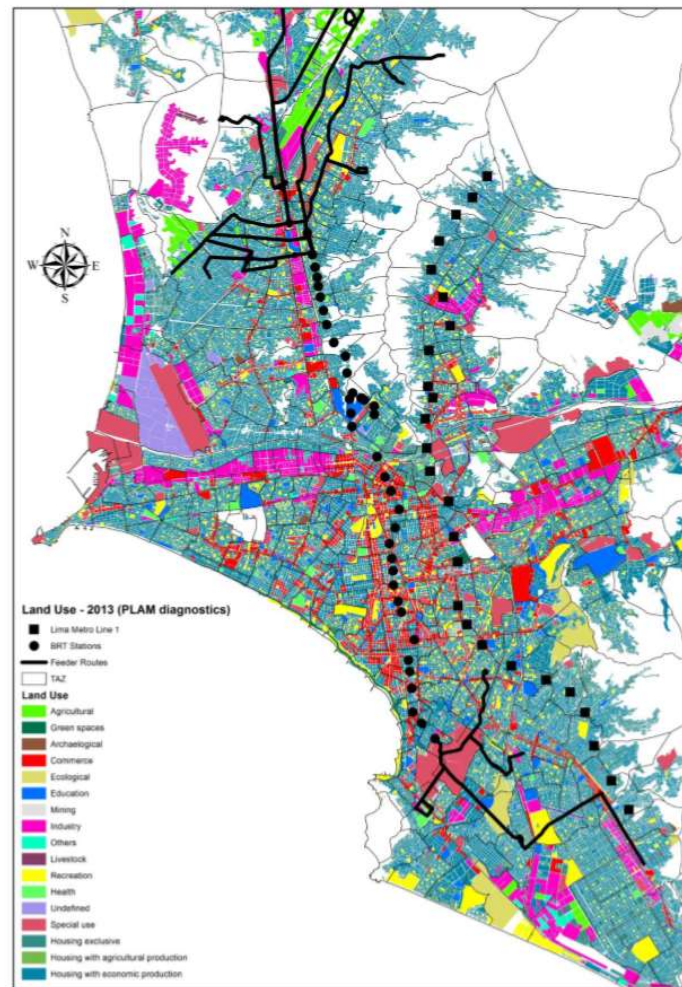 N
W E
S
Land Use - 2013 (PLAM diagnostics)
Lima Metro Line 1
BRT Stations
Feeder Routes
TAZ
Land Use
Agricultural
Green spaces
Archaelogical
Commerce
Ecological
Education
Mining
Industry
Others
Livestock
Recreation
Health
Undefined
Special use
Housing exclusive
Housing with agricultural production
Housing with economic production